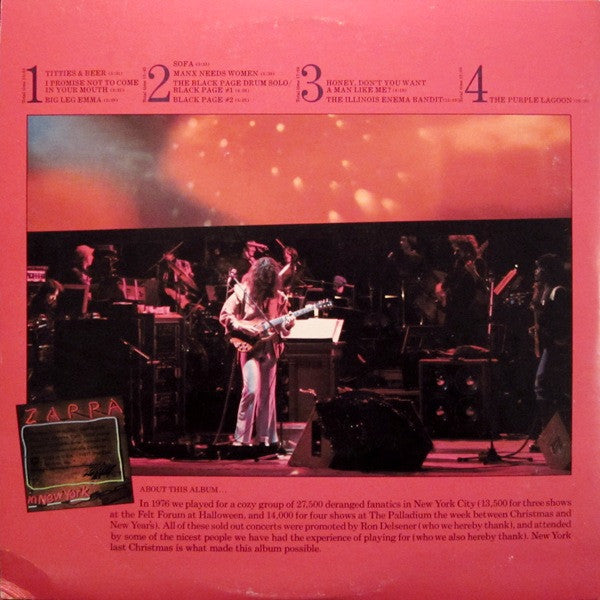 1
TITTIES & BEER
I PROMISE NOT TO COME
IN YOUR MOUTH
BIG LEG EMMA
2
SOFA
MANX NEEDS WOMEN
THE BLACK PAGE DRUM SOLO/
BLACK PAGE #1
BLACK PAGE #2
3
HONEY, DON'T YOU WANT
A MAN LIKE ME?
THE ILLINOIS ENEMA BANDIT
4
THE PURPLE LAGOON
ZAPPA
in NEW YORK
ABOUT THIS ALBUM...
In 1976 we played for a cozy group of 27,500 deranged fanatics in New York City (13,500 for three shows
at the Felt Forum at Halloween, and 14,000 for four shows at The Palladium the week between Christmas and
New Year's). All of these sold out concerts were promoted by Ron Delsener (who we hereby thank), and attended
by some of the nicest people we have had the experience of playing for (who we also hereby thank). New York
last Christmas is what made this album possible.